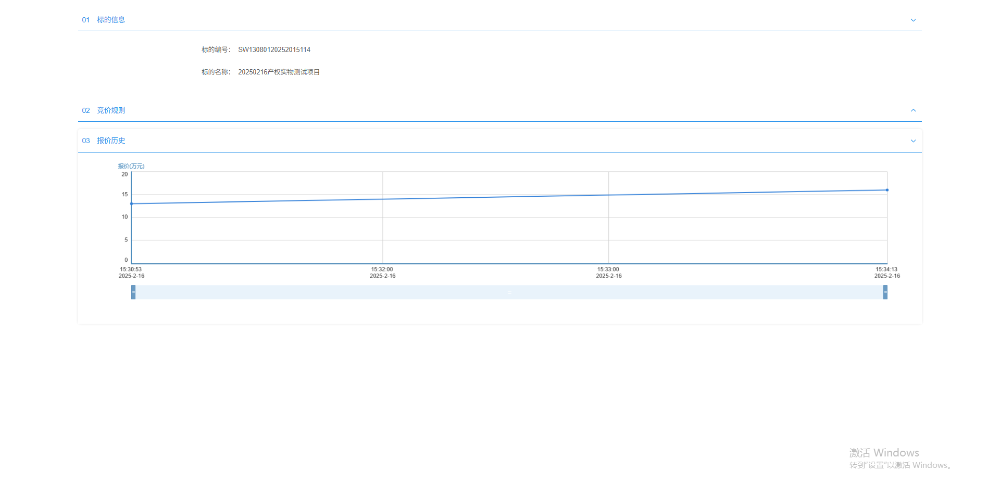 01 标的信息
标的编号： SW13080120252015114
标的名称： 20250216产权实物测试项目
02 竞价规则
03 报价历史
报价(万元)
20
15
10
5
0
15:30:53 15:32:00 15:33:00 15:34:13
2025-2-16 2025-2-16 2025-2-16 2025-2-16
激活 Windows
转到“设置”以激活 Windows。